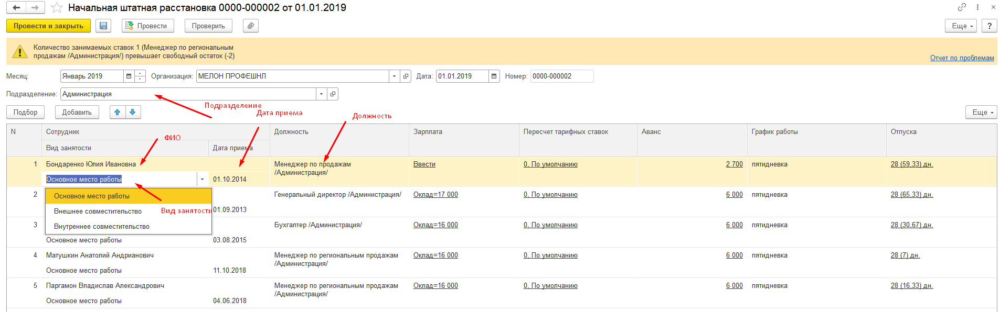 Начальная штатная расстановка 0000-000002 от 01.01.2019
Провести и закрыть Провести Проверить Еще ?
Количество занимаемых ставок 1 (Менеджер по региональным
продажам /Администрация/) превышает свободный остаток (-2)
Отчет по проблемам
Месяц: Январь 2019 Организация: МЕЛОН ПРОФЕШНЛ Дата: 01.01.2019 Номер: 0000-000002
Подразделение: Администрация
Подразделение
Дата приема
Должность
Подбор Добавить Еще
N Сотрудник Должность Зарплата Пересчет тарифных ставок Аванс График работы Отпуска
ФИО
Вид занятости Дата приема
1 Бондаренко Юлия Ивановна Менеджер по продажам Ввести 0, По умолчанию 2 700 пятидневка 28 (59,33) дн.
/Администрация/
Основное место работы 01.10.2014
2 Генеральный директор /Администрация/ Оклад=17 000 0, По умолчанию 6 000 пятидневка 28 (65,33) дн.
Основное место работы
Внешнее совместительство
Вид занятости
01.09.2013
3 Бухгалтер /Администрация/ Оклад=16 000 0, По умолчанию 6 000 пятидневка 28 (30,67) дн.
Внутреннее совместительство
Основное место работы 03.08.2015
4 Матушкин Анатолий Андрианович Менеджер по региональным продажам Оклад=16 000 0, По умолчанию 6 000 пятидневка 28 (7) дн.
/Администрация/
Основное место работы 11.10.2018
5 Паргамон Владислав Александрович Менеджер по региональным продажам Оклад=16 000 0, По умолчанию 6 000 пятидневка 28 (16,33) дн.
/Администрация/
Основное место работы 04.06.2018